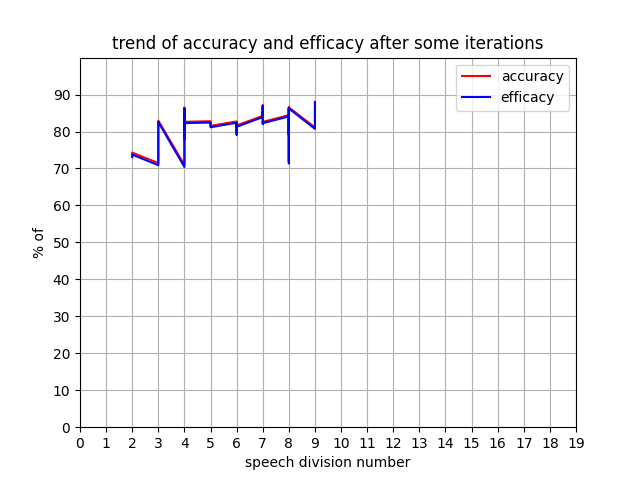 trend of accuracy and efficacy after some iterations
accuracy
efficacy
90
80
70
60
50
40
30
20
10
0
% of
0 1 2 3 4 5 6 7 8 9 10 11 12 13 14 15 16 17 18 19
speech division number